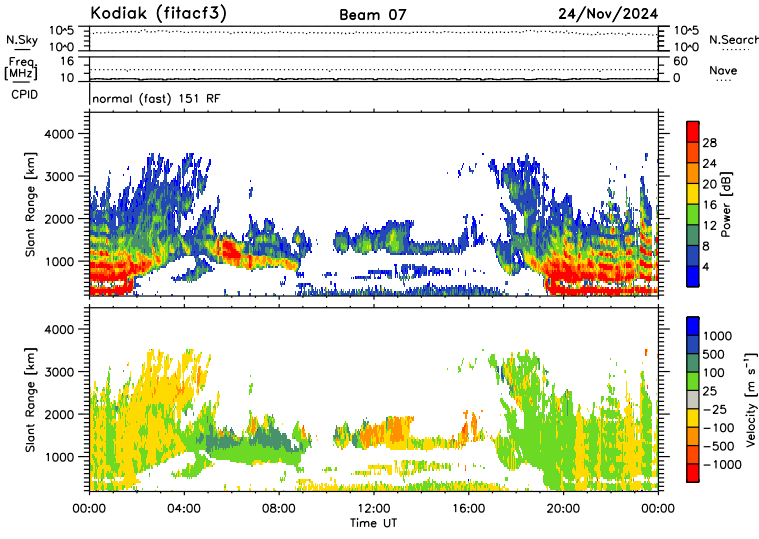 Kodiak (fitacf3) Beam 07 24/Nov/2024
N.Sky 10^5 10^0 10^5 10^0 N.Search
Freq. [MHz] 16 10 60 0 Nave
CPID normal (fast) 151 RF
Slant Range [km] 4000 3000 2000 1000
Power [dB] 28 24 20 16 12 8 4
Slant Range [km] 4000 3000 2000 1000
Velocity [m s⁻¹] 1000 500 100 25 −25 −100 −500 −1000
00:00 04:00 08:00 12:00 16:00 20:00 00:00
Time UT